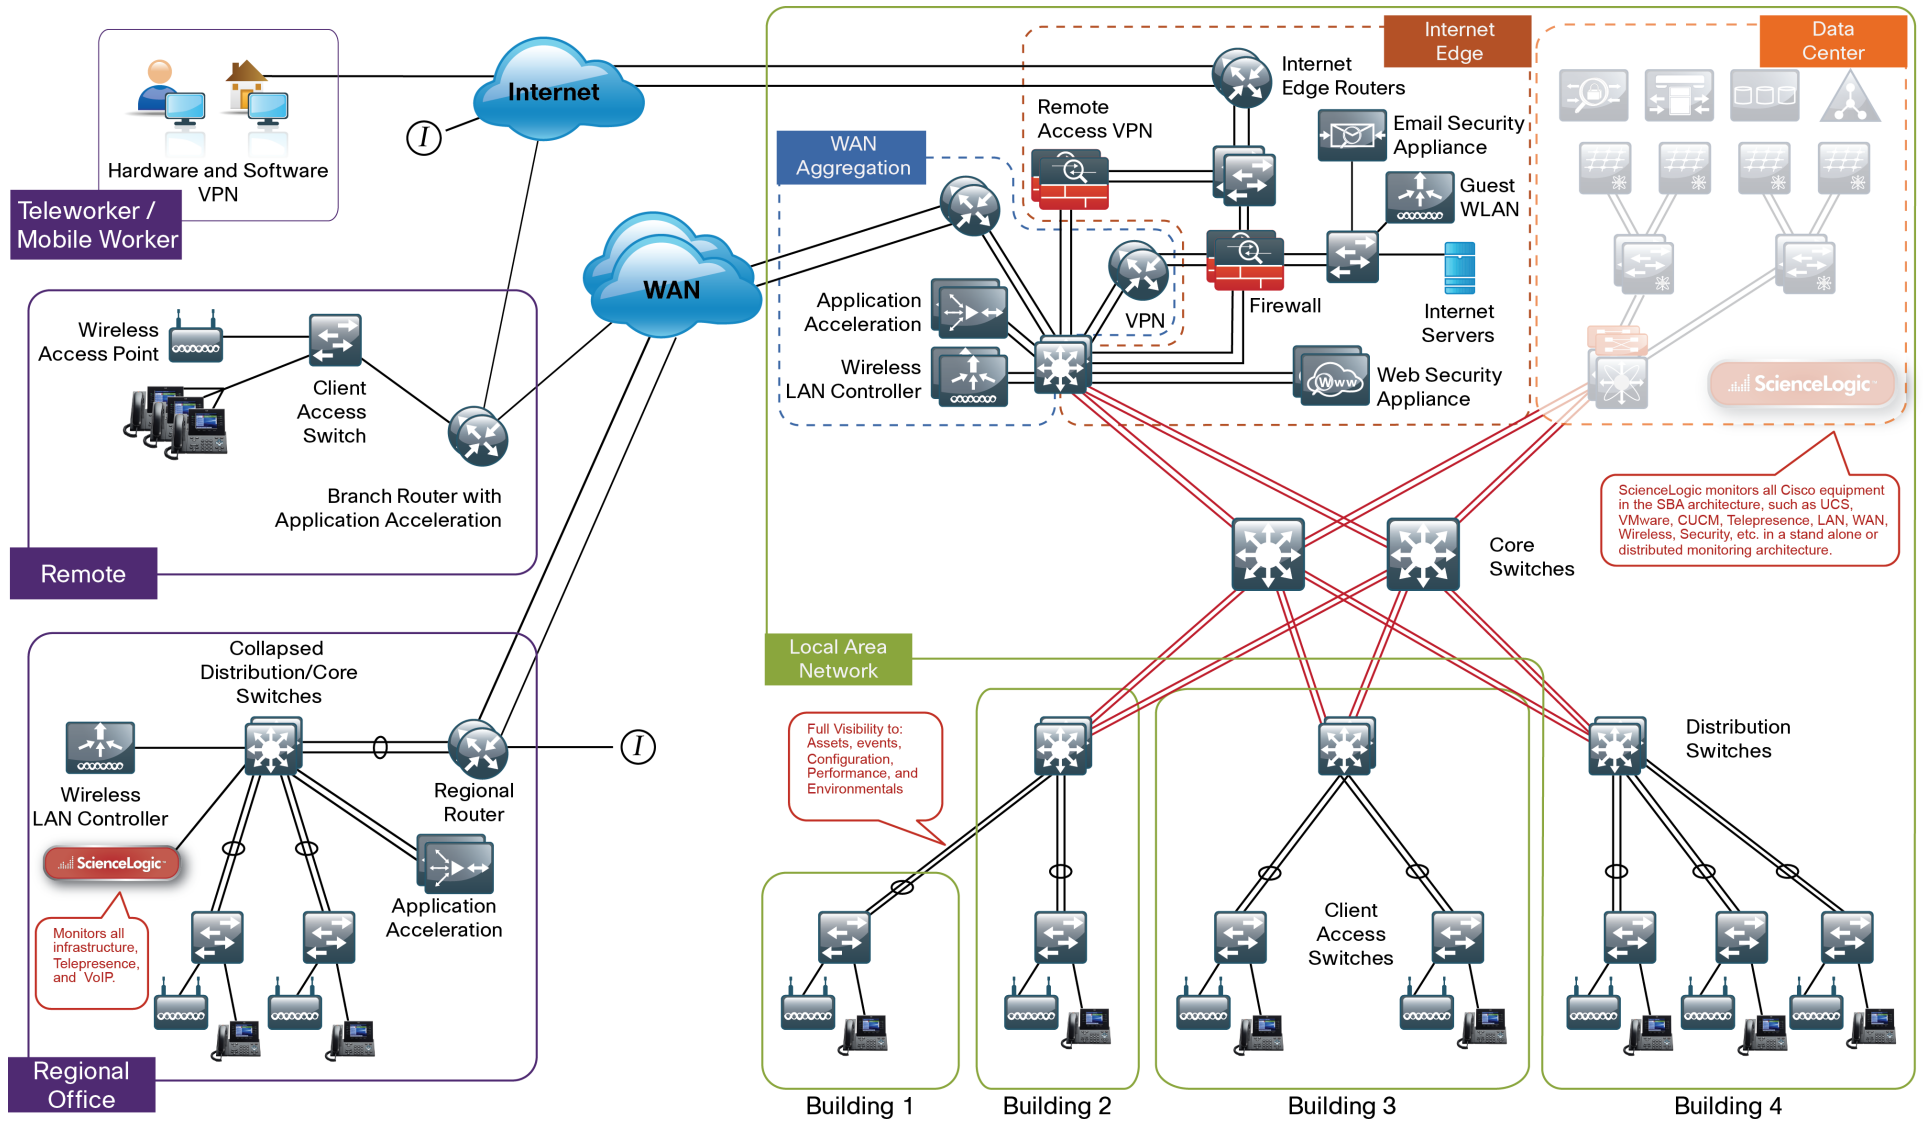 Internet
Edge
Data
Center
Internet
Internet
Edge Routers
Remote
Access VPN
Email Security
Appliance
WAN
Aggregation
I
Hardware and Software
VPN
Teleworker /
Mobile Worker
Guest
WLAN
WAN
Application
Acceleration
VPN
Firewall
Internet
Servers
Wireless
Access Point
Client
Access
Switch
Wireless
LAN Controller
Www
Web Security
Appliance
ScienceLogic
Branch Router with
Application Acceleration
ScienceLogic monitors all Cisco equipment
in the SBA architecture, such as UCS,
VMware, CUCM, Telepresence, LAN, WAN,
Wireless, Security, etc. in a stand alone or
distributed monitoring architecture.
Core
Switches
Remote
Collapsed
Distribution/Core
Switches
Local Area
Network
Full Visibility to:
Assets, events,
Configuration,
Performance, and
Environmentals
Distribution
Switches
I
Regional
Router
Wireless
LAN Controller
ScienceLogic
Application
Acceleration
Monitors all
infrastructure,
Telepresence,
and VoIP.
Client
Access
Switches
Regional
Office
Building 1
Building 2
Building 3
Building 4